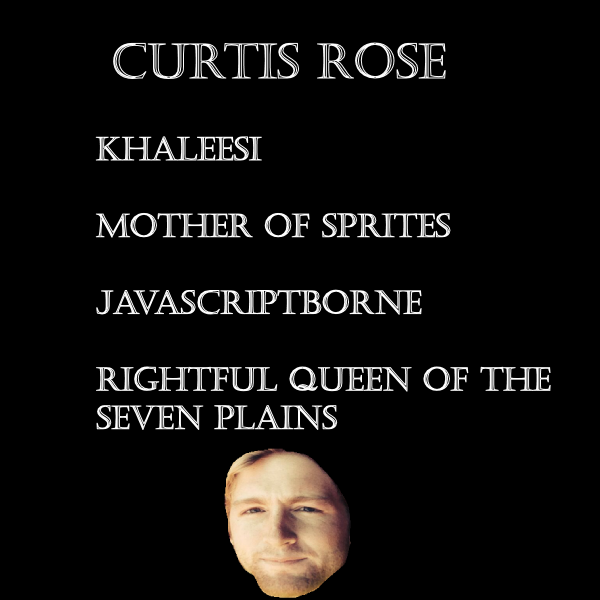 CURTIS ROSE
KHALEESI
MOTHER OF SPRITES
JAVASCRIPTBORNE
RIGHTFUL QUEEN OF THE
SEVEN PLAINS